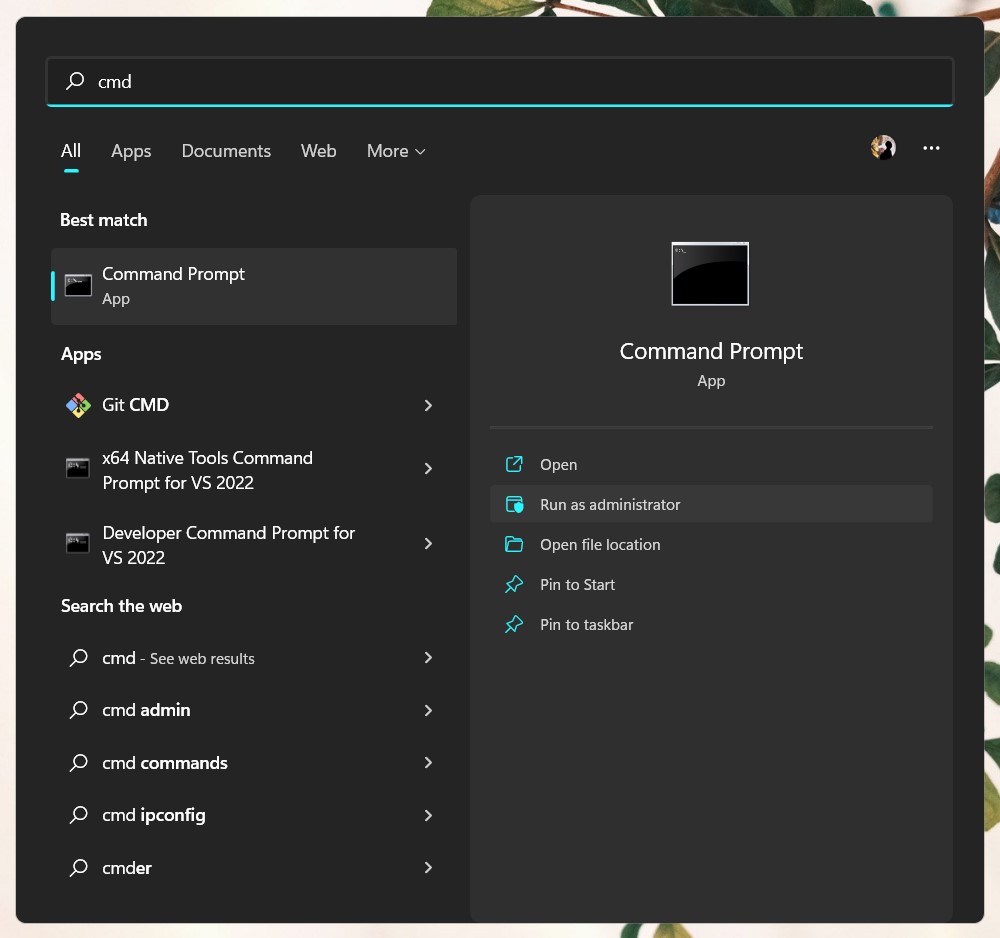 cmd
All Apps Documents Web More
Best match
Command Prompt
App
Apps
Git CMD
x64 Native Tools Command
Prompt for VS 2022
Developer Command Prompt for
VS 2022
Search the web
cmd - See web results
cmd admin
cmd commands
cmd ipconfig
cmder
Command Prompt
App
Open
Run as administrator
Open file location
Pin to Start
Pin to taskbar